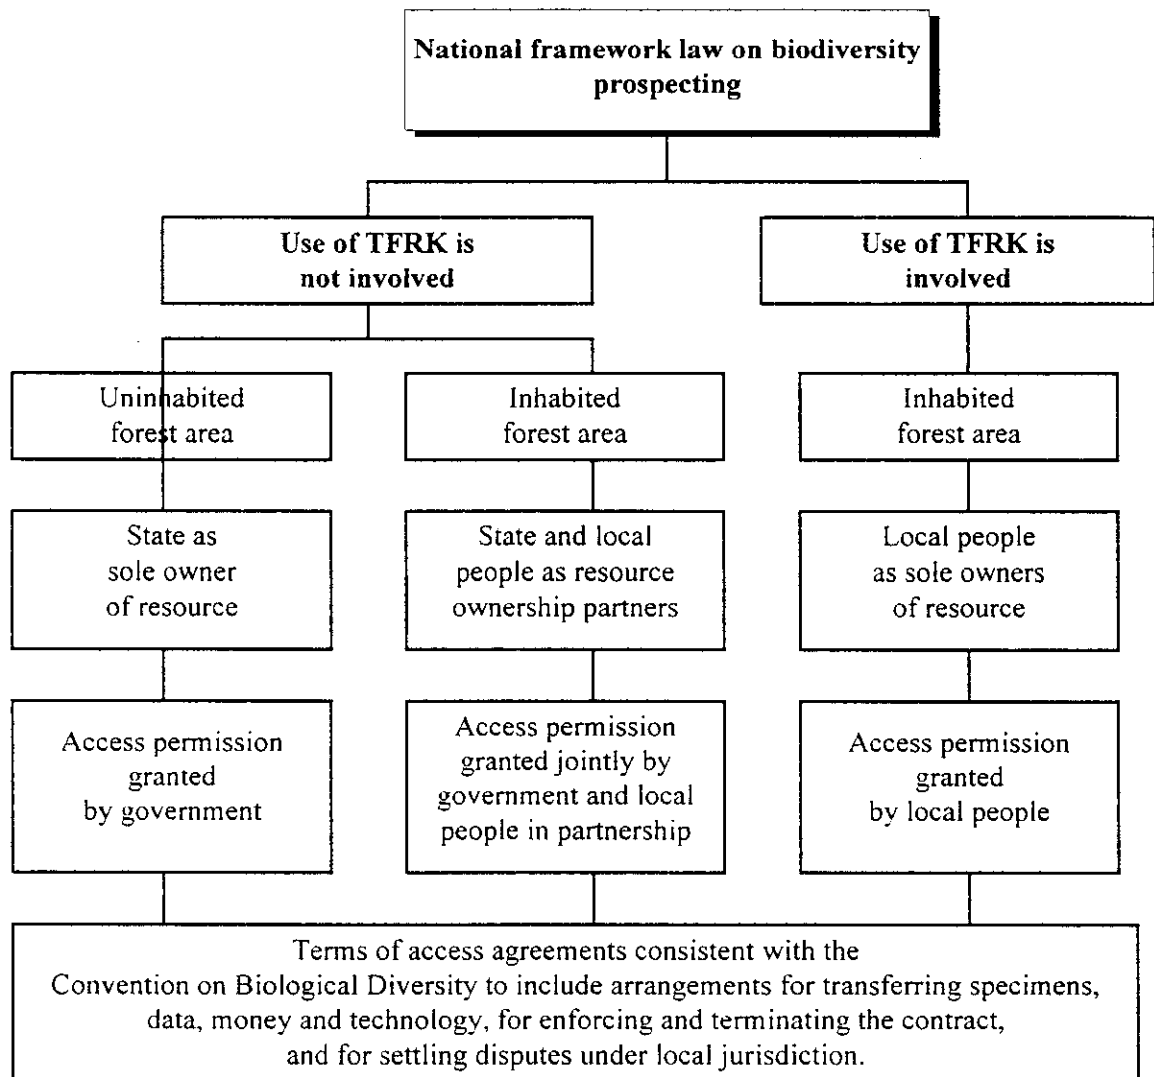 National framework law on biodiversity
prospecting
Use of TFRK is
not involved
Use of TFRK is
involved
Uninhabited
forest area
Inhabited
forest area
Inhabited
forest area
State as
sole owner
of resource
State and local
people as resource
ownership partners
Local people
as sole owners
of resource
Access permission
granted
by government
Access permission
granted jointly by
government and local
people in partnership
Access permission
granted
by local people
Terms of access agreements consistent with the
Convention on Biological Diversity to include arrangements for transferring specimens,
data, money and technology, for enforcing and terminating the contract,
and for settling disputes under local jurisdiction.